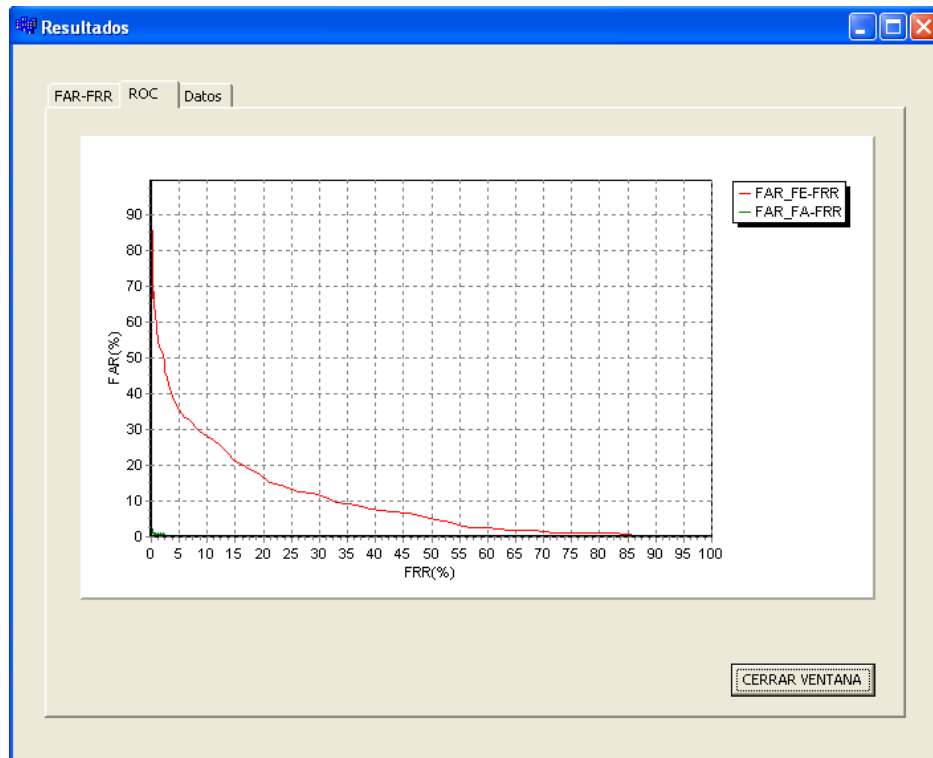 Resultados
FAR-FRR ROC Datos
FAR_FE-FRR
FAR_FA-FRR
FAR(%)
90
80
70
60
50
40
30
20
10
0
0 5 10 15 20 25 30 35 40 45 50 55 60 65 70 75 80 85 90 95 100
FRR(%)
CERRAR VENTANA